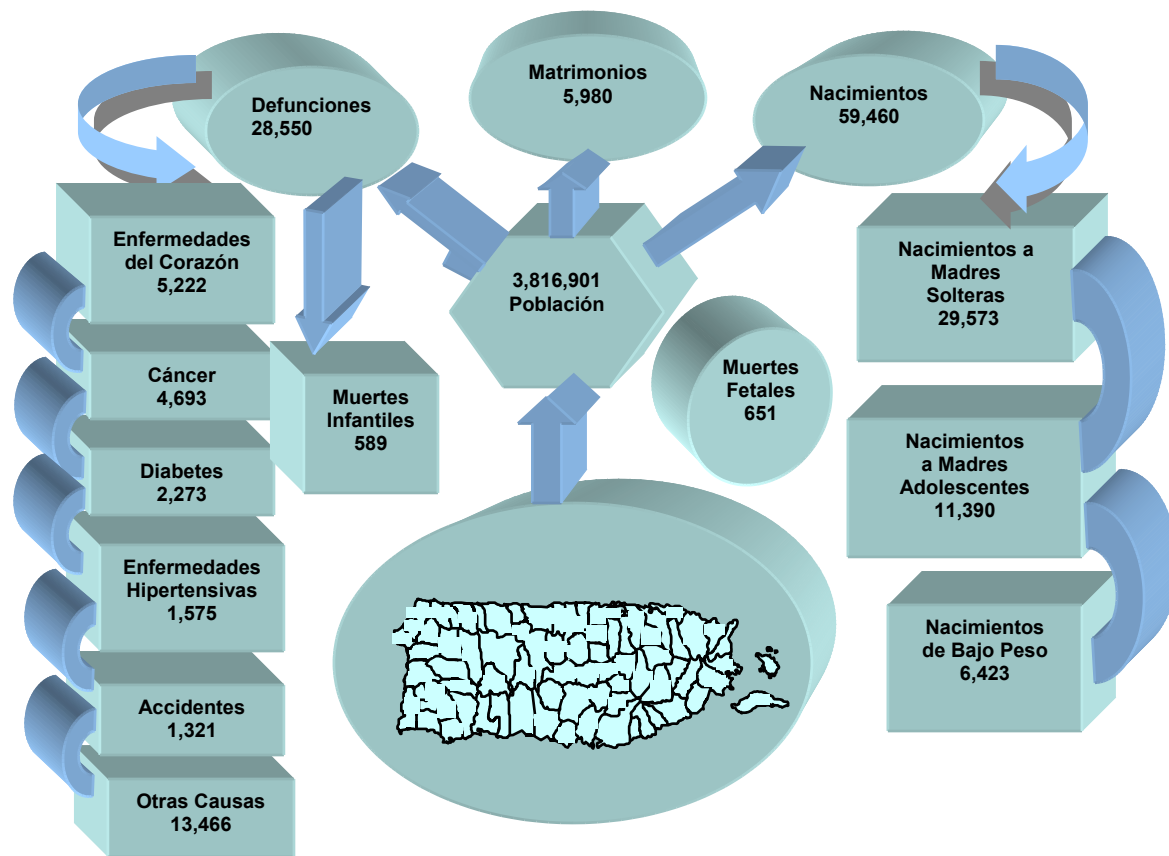 Defunciones
28,550
Matrimonios
5,980
Nacimientos
59,460
Enfermedades
del Corazón
5,222
Cáncer
4,693
Diabetes
2,273
Enfermedades
Hipertensivas
1,575
Accidentes
1,321
Otras Causas
13,466
Muertes
Infantiles
589
3,816,901
Población
Muertes
Fetales
651
Nacimientos a
Madres
Solteras
29,573
Nacimientos
a Madres
Adolescentes
11,390
Nacimientos
de Bajo Peso
6,423